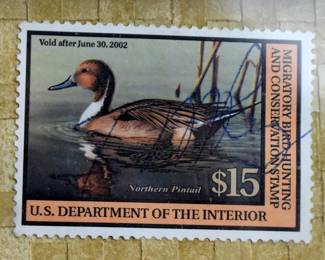 Void after June 30, 2002
MIGRATORY BIRD HUNTING
AND CONSERVATION STAMP
Northern Pintail
$15
U.S. DEPARTMENT OF THE INTERIOR